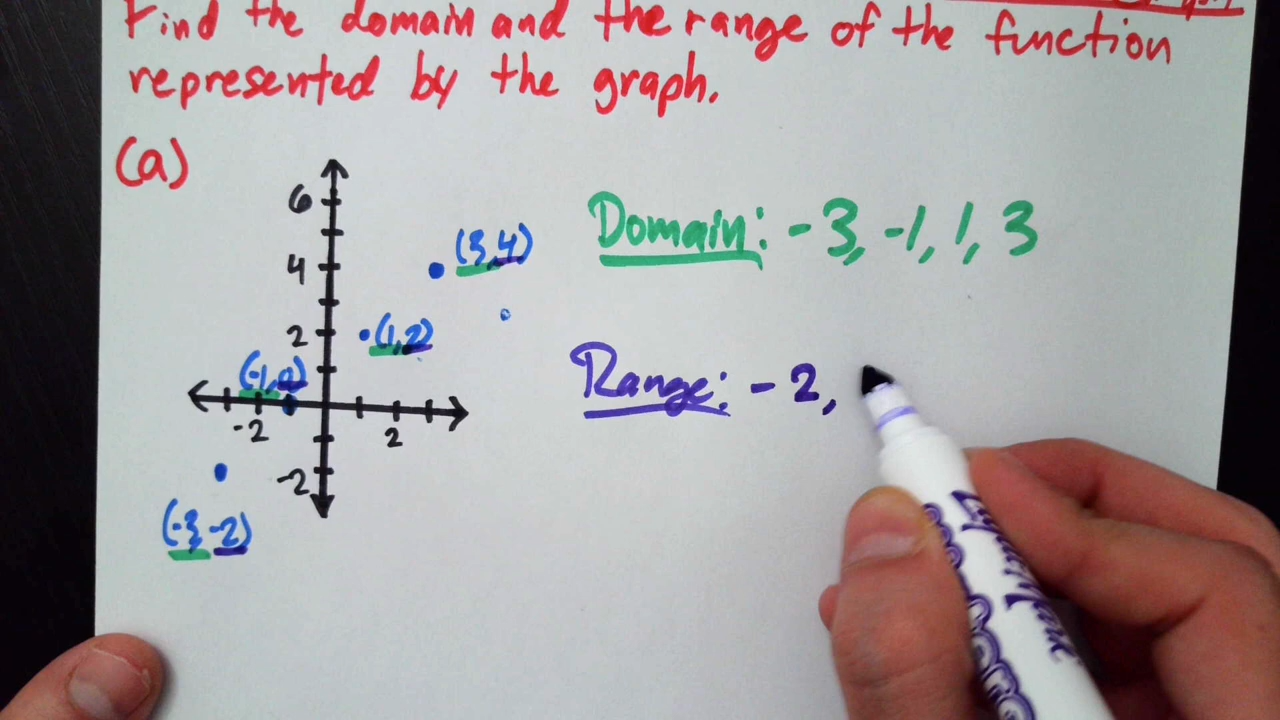 Find the domain and the range of the function
represented by the graph.
(a)
6
4
2
-2
2
-2
(3,4)
(1,2)
(-1,0)
(-3,-2)
Domain: -3, -1, 1, 3
Range: -2,